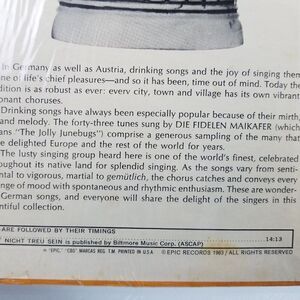 In Germany as well as Austria, drinking songs and the joy of singing them
ne of life's chief pleasures—and so it has been, time out of mind. Today the
dition is as robust as ever: every city, town and village has its own vibrant
onant choruses.
Drinking songs have always been especially popular because of their mirth,
and melody. The forty-three tunes sung by DIE FIDELEN MAIKAFER (which
ans "The Jolly Junebugs") comprise a generous sampling of the many that
e delighted Europe and the rest of the world for years.
The lusty singing group heard here is one of the world's finest, celebrated
ughout its native land for splendid singing. As the songs vary from senti-
ntal to vigorous, martial to gemütlich, the chorus catches and conveys every
nge of mood with spontaneous and rhythmic enthusiasm. These are wonder-
German songs, and everyone will share the delight of the singers in this
ntiful collection.
ARE FOLLOWED BY THEIR TIMINGS
NICHT TREU SEIN is published by Biltmore Music Corp. (ASCAP) 14:13
® "EPIC," "CBS" MARCAS REG. T.M. PRINTED IN U.S.A. © EPIC RECORDS 1963 / ALL RIGHTS RESERVED